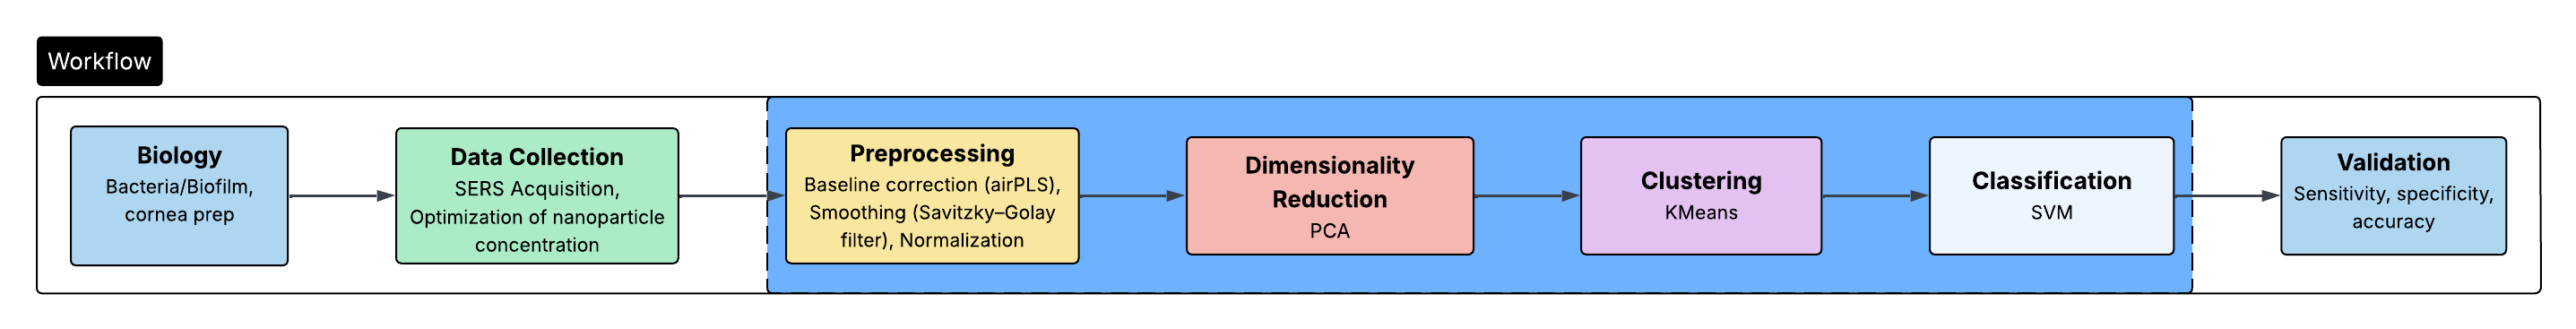 Workflow
Biology
Bacteria/Biofilm,
cornea prep
Data Collection
SERS Acquisition,
Optimization of nanoparticle
concentration
Preprocessing
Baseline correction (airPLS),
Smoothing (Savitzky–Golay
filter), Normalization
Dimensionality
Reduction
PCA
Clustering
KMeans
Classification
SVM
Validation
Sensitivity, specificity,
accuracy